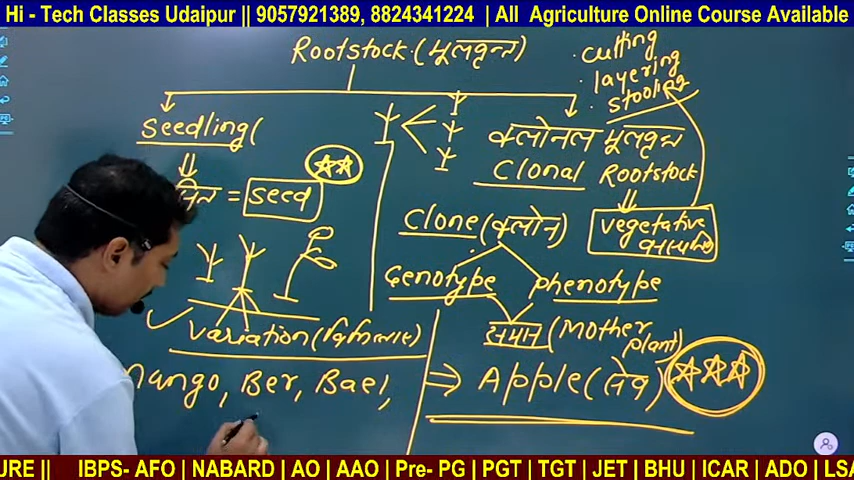 Hi - Tech Classes Udaipur || 9057921389, 8824341224 | All Agriculture Online Course Available
Rootstock (मूलवृन्त)
· cutting
· layering
· stooling
Seedling(
= seed
variation(
mango, Ber, Bael,
क्लोनल मूलवृन्त
Clonal Rootstock
vegetative
Clone (क्लोन)
Genotype phenotype
समान (Mother plant)
⇒ Apple (सेब)
URE || IBPS- AFO | NABARD | AO | AAO | Pre- PG | PGT | TGT | JET | BHU | ICAR | ADO | LSA